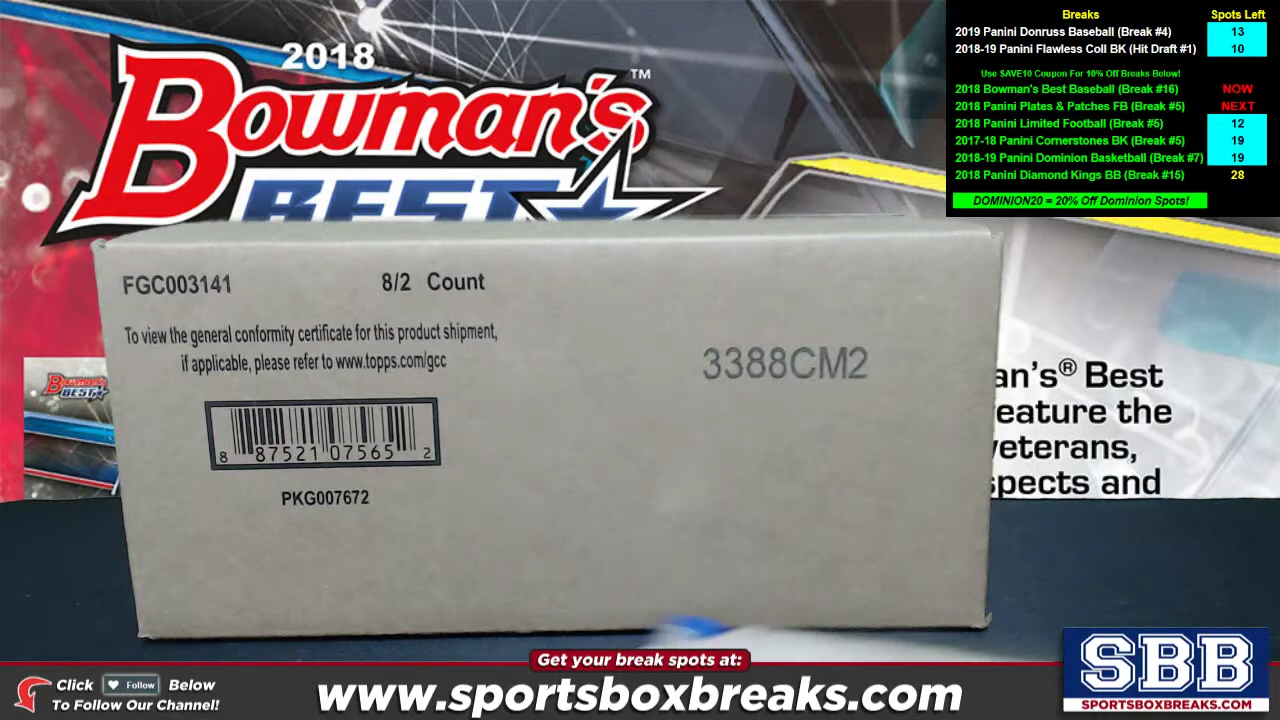 2018
Bowman's
TM
BEST
Breaks Spots Left
2019 Panini Donruss Baseball (Break #4) 13
2018-19 Panini Flawless Coll BK (Hit Draft #1) 10
Use SAVE10 Coupon For 10% Off Breaks Below!
2018 Bowman's Best Baseball (Break #16) NOW
2018 Panini Plates & Patches FB (Break #5) NEXT
2018 Panini Limited Football (Break #5) 12
2017-18 Panini Cornerstones BK (Break #5) 19
2018-19 Panini Dominion Basketball (Break #7) 19
2018 Panini Diamond Kings BB (Break #15) 28
DOMINION20 = 20% Off Dominion Spots!
FGC003141 8/2 Count
To view the general conformity certificate for this product shipment,
if applicable, please refer to www.topps.com/gcc
3388CM2
8 87521 07565 2
PKG007672
Bowman's
BEST
an's® Best
eature the
veterans,
spects and
Get your break spots at:
Click Follow Below
To Follow Our Channel!
www.sportsboxbreaks.com
SBB
SPORTSBOXBREAKS.COM